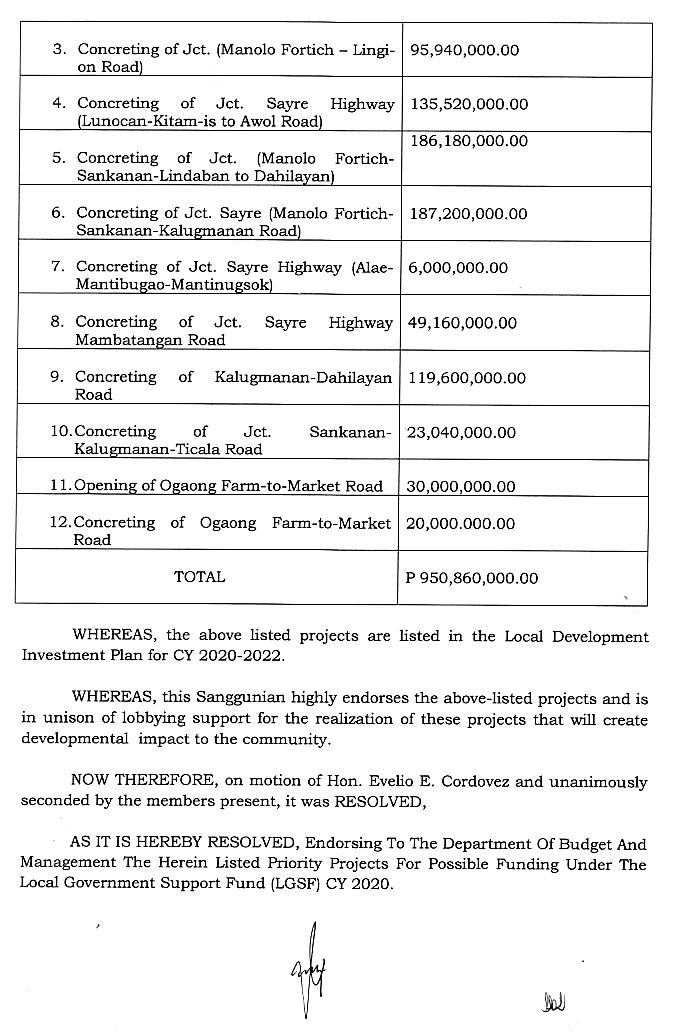 3. Concreting of Jct. (Manolo Fortich – Lingi-
on Road)
95,940,000.00
4. Concreting of Jct. Sayre Highway
(Lunocan-Kitam-is to Awol Road)
135,520,000.00
5. Concreting of Jct. (Manolo Fortich-
Sankanan-Lindaban to Dahilayan)
186,180,000.00
6. Concreting of Jct. Sayre (Manolo Fortich-
Sankanan-Kalugmanan Road)
187,200,000.00
7. Concreting of Jct. Sayre Highway (Alae-
Mantibugao-Mantinugsok)
6,000,000.00
8. Concreting of Jct. Sayre Highway
Mambatangan Road
49,160,000.00
9. Concreting of Kalugmanan-Dahilayan
Road
119,600,000.00
10. Concreting of Jct. Sankanan-
Kalugmanan-Ticala Road
23,040,000.00
11. Opening of Ogaong Farm-to-Market Road
30,000,000.00
12. Concreting of Ogaong Farm-to-Market
Road
20,000.000.00
TOTAL
P 950,860,000.00
WHEREAS, the above listed projects are listed in the Local Development
Investment Plan for CY 2020-2022.
WHEREAS, this Sanggunian highly endorses the above-listed projects and is
in unison of lobbying support for the realization of these projects that will create
developmental impact to the community.
NOW THEREFORE, on motion of Hon. Evelio E. Cordovez and unanimously
seconded by the members present, it was RESOLVED,
AS IT IS HEREBY RESOLVED, Endorsing To The Department Of Budget And
Management The Herein Listed Priority Projects For Possible Funding Under The
Local Government Support Fund (LGSF) CY 2020.